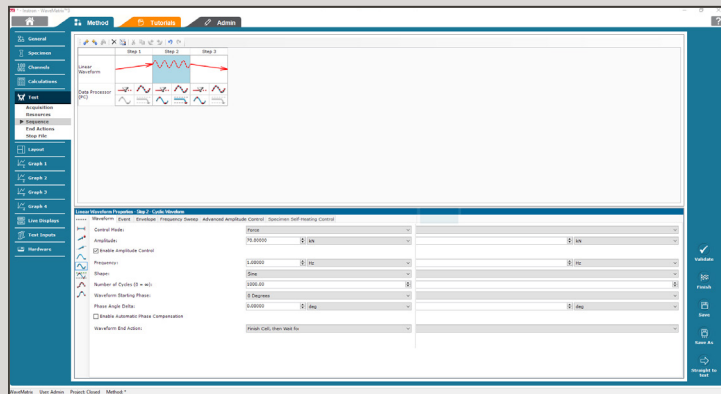 * - Instron - WaveMatrix™3
Method
Tutorials
Admin
?
General
Specimen
Channels
Calculations
Test
Acquisition
Resources
Sequence
End Actions
Stop File
Layout
Graph 1
Graph 2
Graph 3
Graph 4
Live Displays
Test Inputs
Hardware
Step 1 Step 2 Step 3
Linear
Waveform
Data Processor
(PC)
Linear Waveform Properties - Step 2 - Cyclic Waveform
Waveform Event Envelope Frequency Sweep Advanced Amplitude Control Specimen Self-Heating Control
Control Mode: Force
Amplitude: 70.00000 kN kN
Enable Amplitude Control
Frequency: 1.00000 Hz Hz
Shape: Sine
Number of Cycles (0 = ∞): 1000.00
Waveform Starting Phase: 0 Degrees
Phase Angle Delta: 0.00000 deg deg
Enable Automatic Phase Compensation
Waveform End Action: Finish Cell, then Wait for
Validate
Finish
Save
Save As
Straight to
test
WaveMatrix User: Admin Project: Closed Method: *